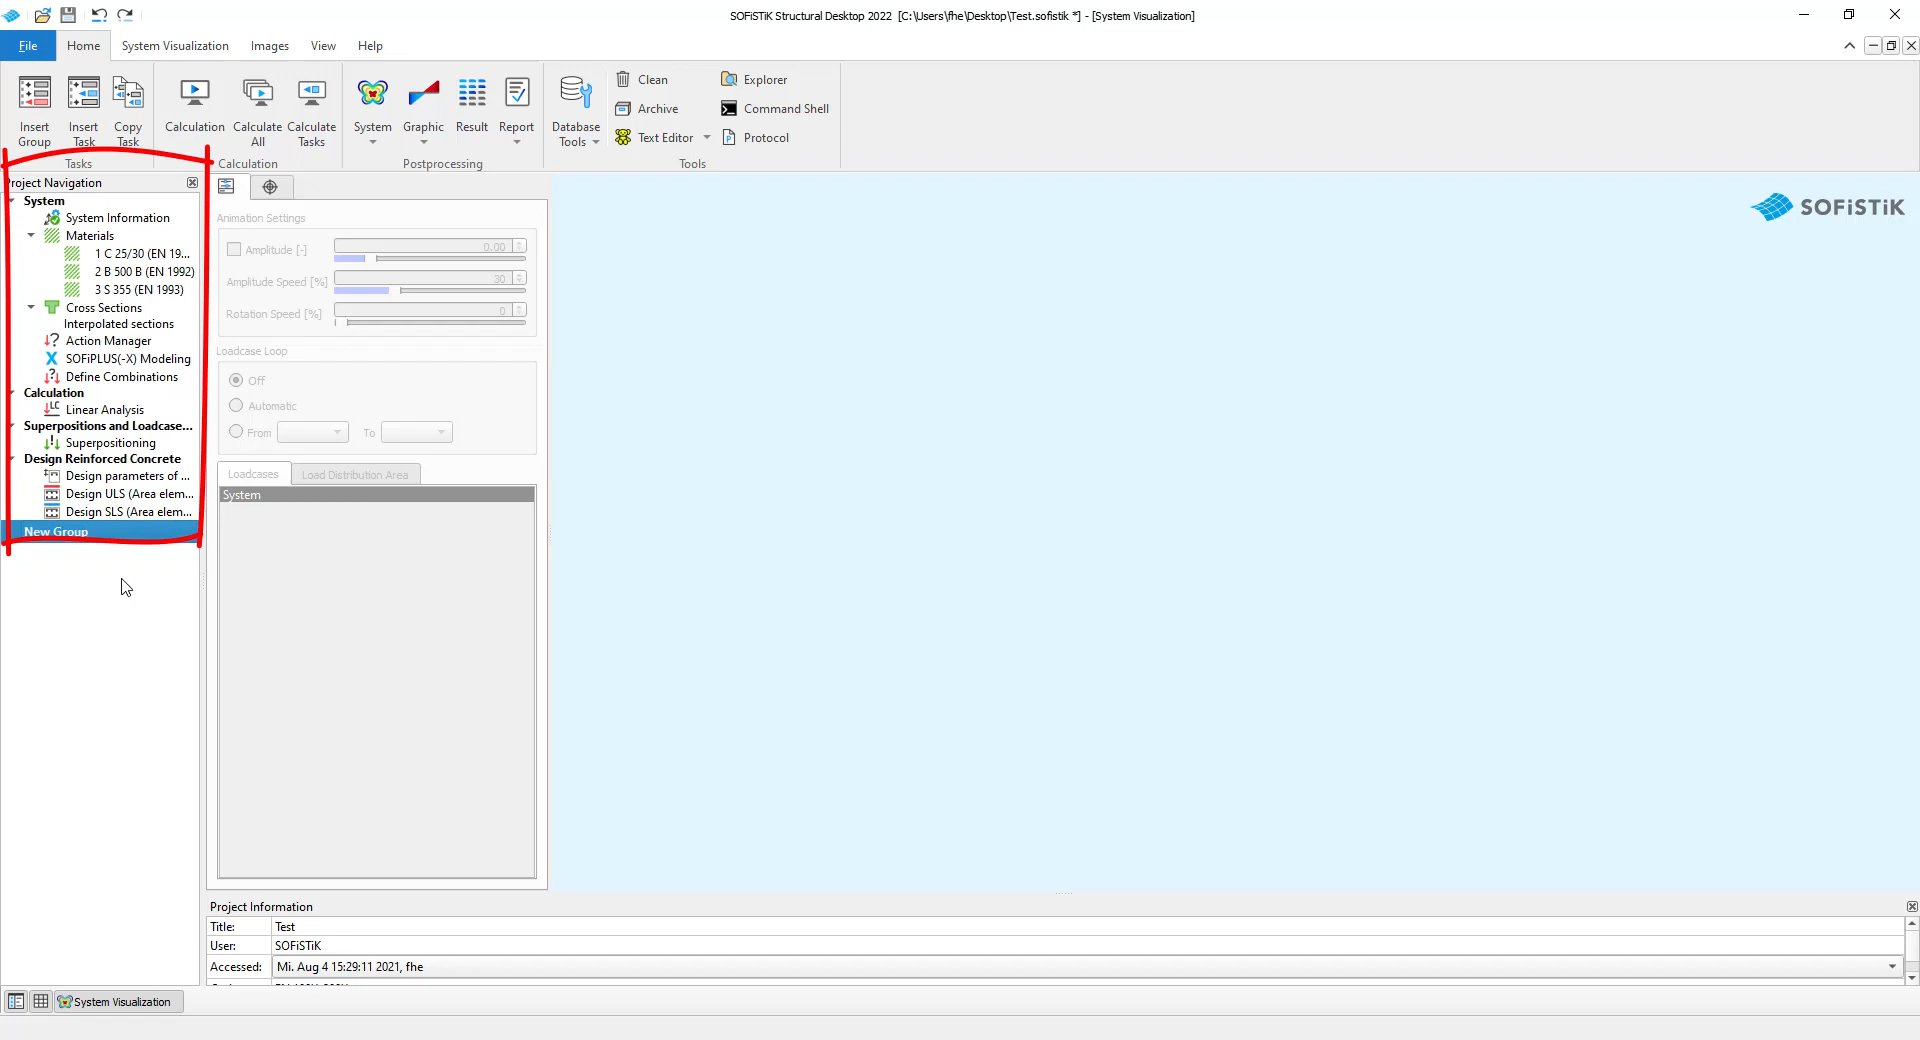 SOFiSTiK Structural Desktop 2022 [C:\Users\fhe\Desktop\Test.sofistik *] - [System Visualization]
File Home System Visualization Images View Help
Insert Group
Insert Task
Copy Task
Tasks
Calculation
Calculate All
Calculate Tasks
Calculation
System
Graphic
Result
Report
Postprocessing
Database Tools
Clean
Archive
Text Editor
Explorer
Command Shell
Protocol
Tools
Project Navigation
System
System Information
Materials
1 C 25/30 (EN 19...
2 B 500 B (EN 1992)
3 S 355 (EN 1993)
Cross Sections
Interpolated sections
Action Manager
SOFiPLUS(-X) Modeling
Define Combinations
Calculation
Linear Analysis
Superpositions and Loadcase...
Superpositioning
Design Reinforced Concrete
Design parameters of ...
Design ULS (Area elem...
Design SLS (Area elem...
New Group
Animation Settings
Amplitude [-] 0.00
Amplitude Speed [%] 30
Rotation Speed [%] 0
Loadcase Loop
Off
Automatic
From To
Loadcases Load Distribution Area
System
SOFiSTiK
Project Information
Title: Test
User: SOFiSTiK
Accessed: Mi. Aug 4 15:29:11 2021, fhe
System Visualization